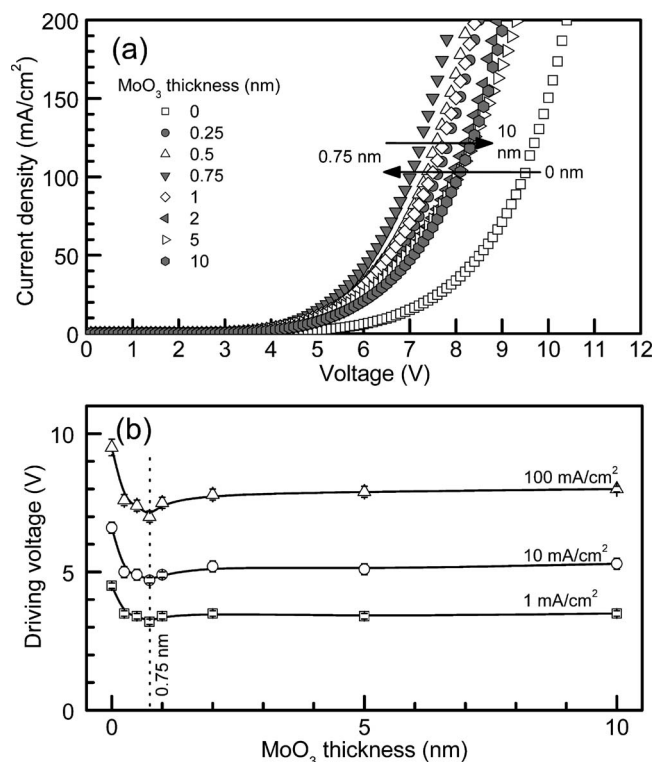 (a)
Current density (mA/cm²)
200
150
100
50
0
MoO₃ thickness (nm)
0
0.25
0.5
0.75
1
2
5
10
10
nm
0.75 nm
0 nm
0 1 2 3 4 5 6 7 8 9 10 11 12
Voltage (V)
(b)
Driving voltage (V)
10
5
0
100 mA/cm²
10 mA/cm²
1 mA/cm²
0.75 nm
0 5 10
MoO₃ thickness (nm)